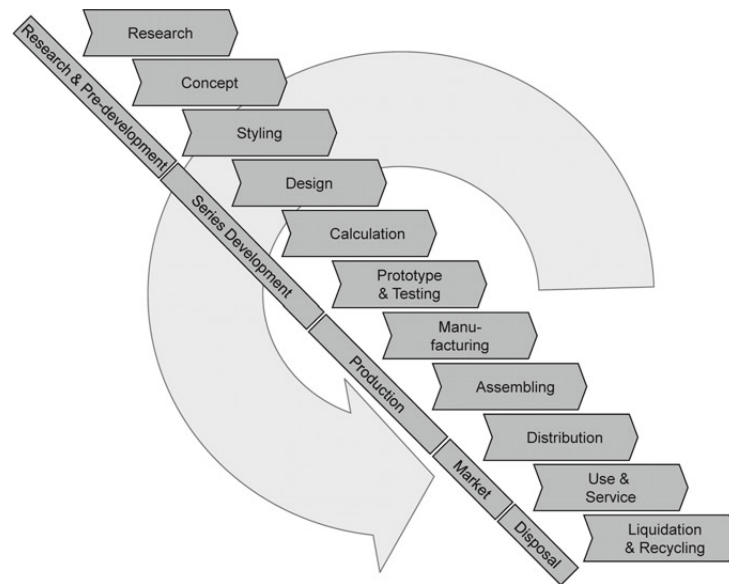 Research
Concept
Styling
Design
Calculation
Prototype
& Testing
Manu-
facturing
Assembling
Distribution
Use &
Service
Liquidation
& Recycling
Research & Pre-development
Series Development
Production
Market
Disposal